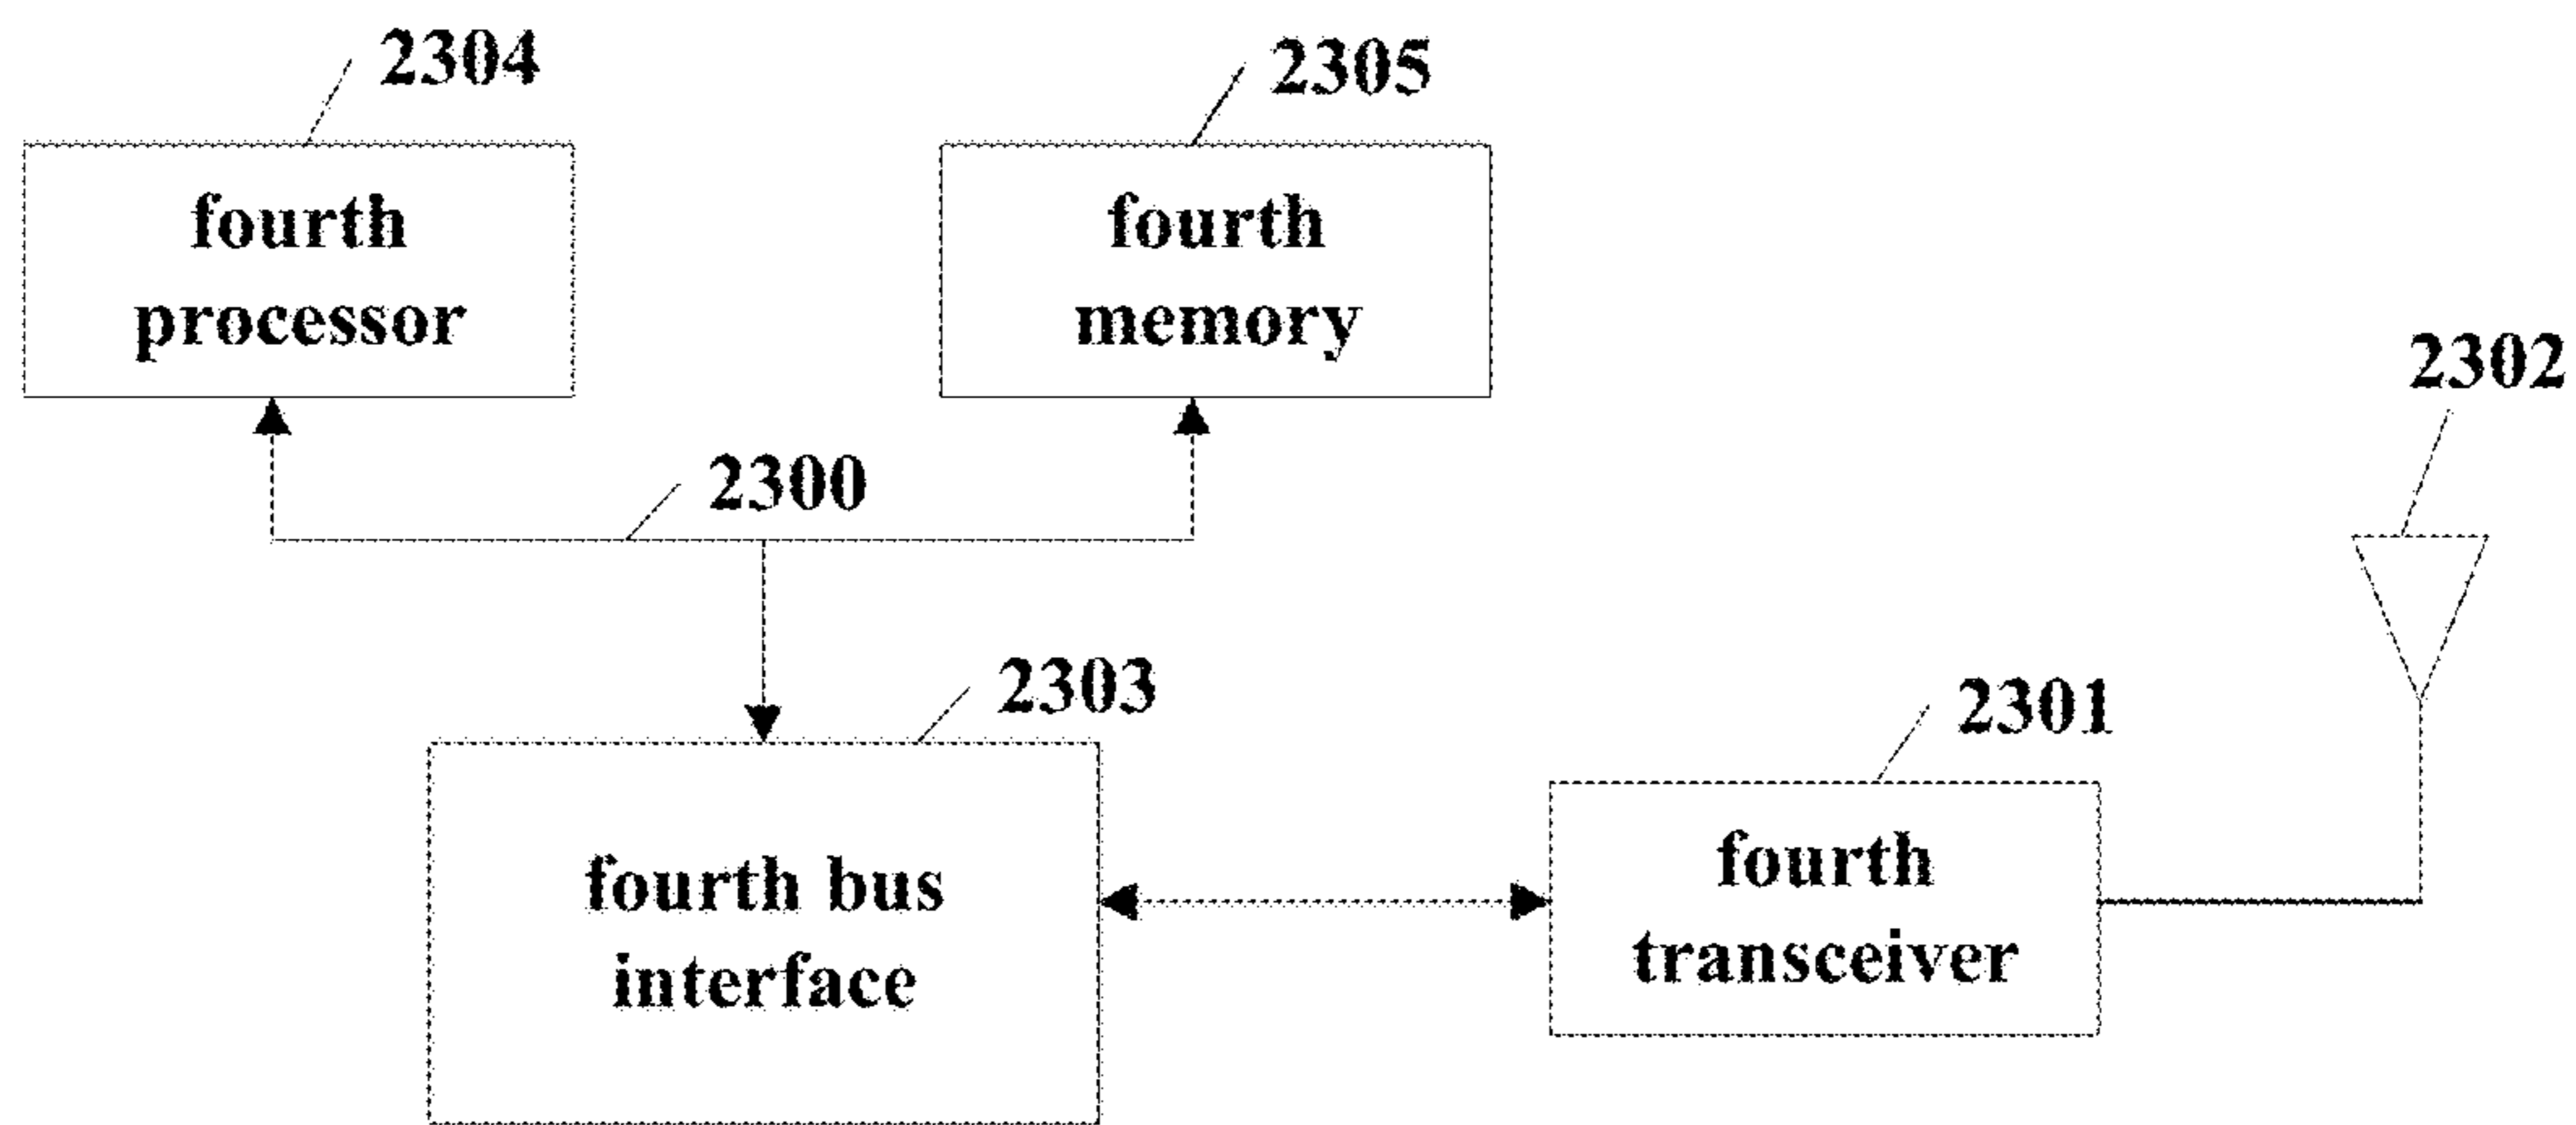 2304
2305
fourth
processor
fourth
memory
2302
2300
2303
2301
fourth bus
interface
fourth
transceiver